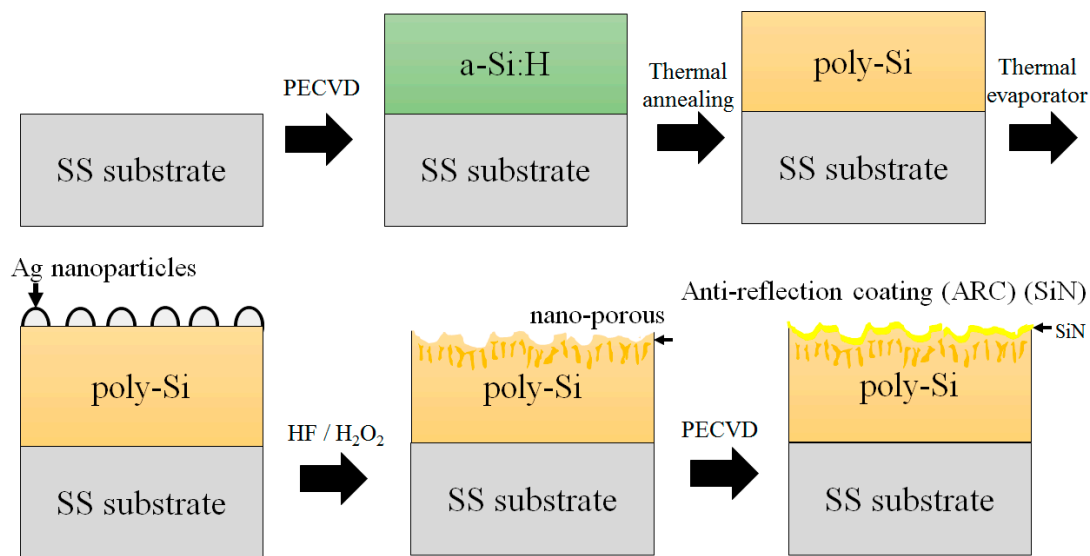 SS substrate
PECVD
a-Si:H
SS substrate
Thermal
annealing
poly-Si
SS substrate
Thermal
evaporator
Ag nanoparticles
poly-Si
SS substrate
HF / H₂O₂
nano-porous
poly-Si
SS substrate
PECVD
Anti-reflection coating (ARC) (SiN)
SiN
poly-Si
SS substrate